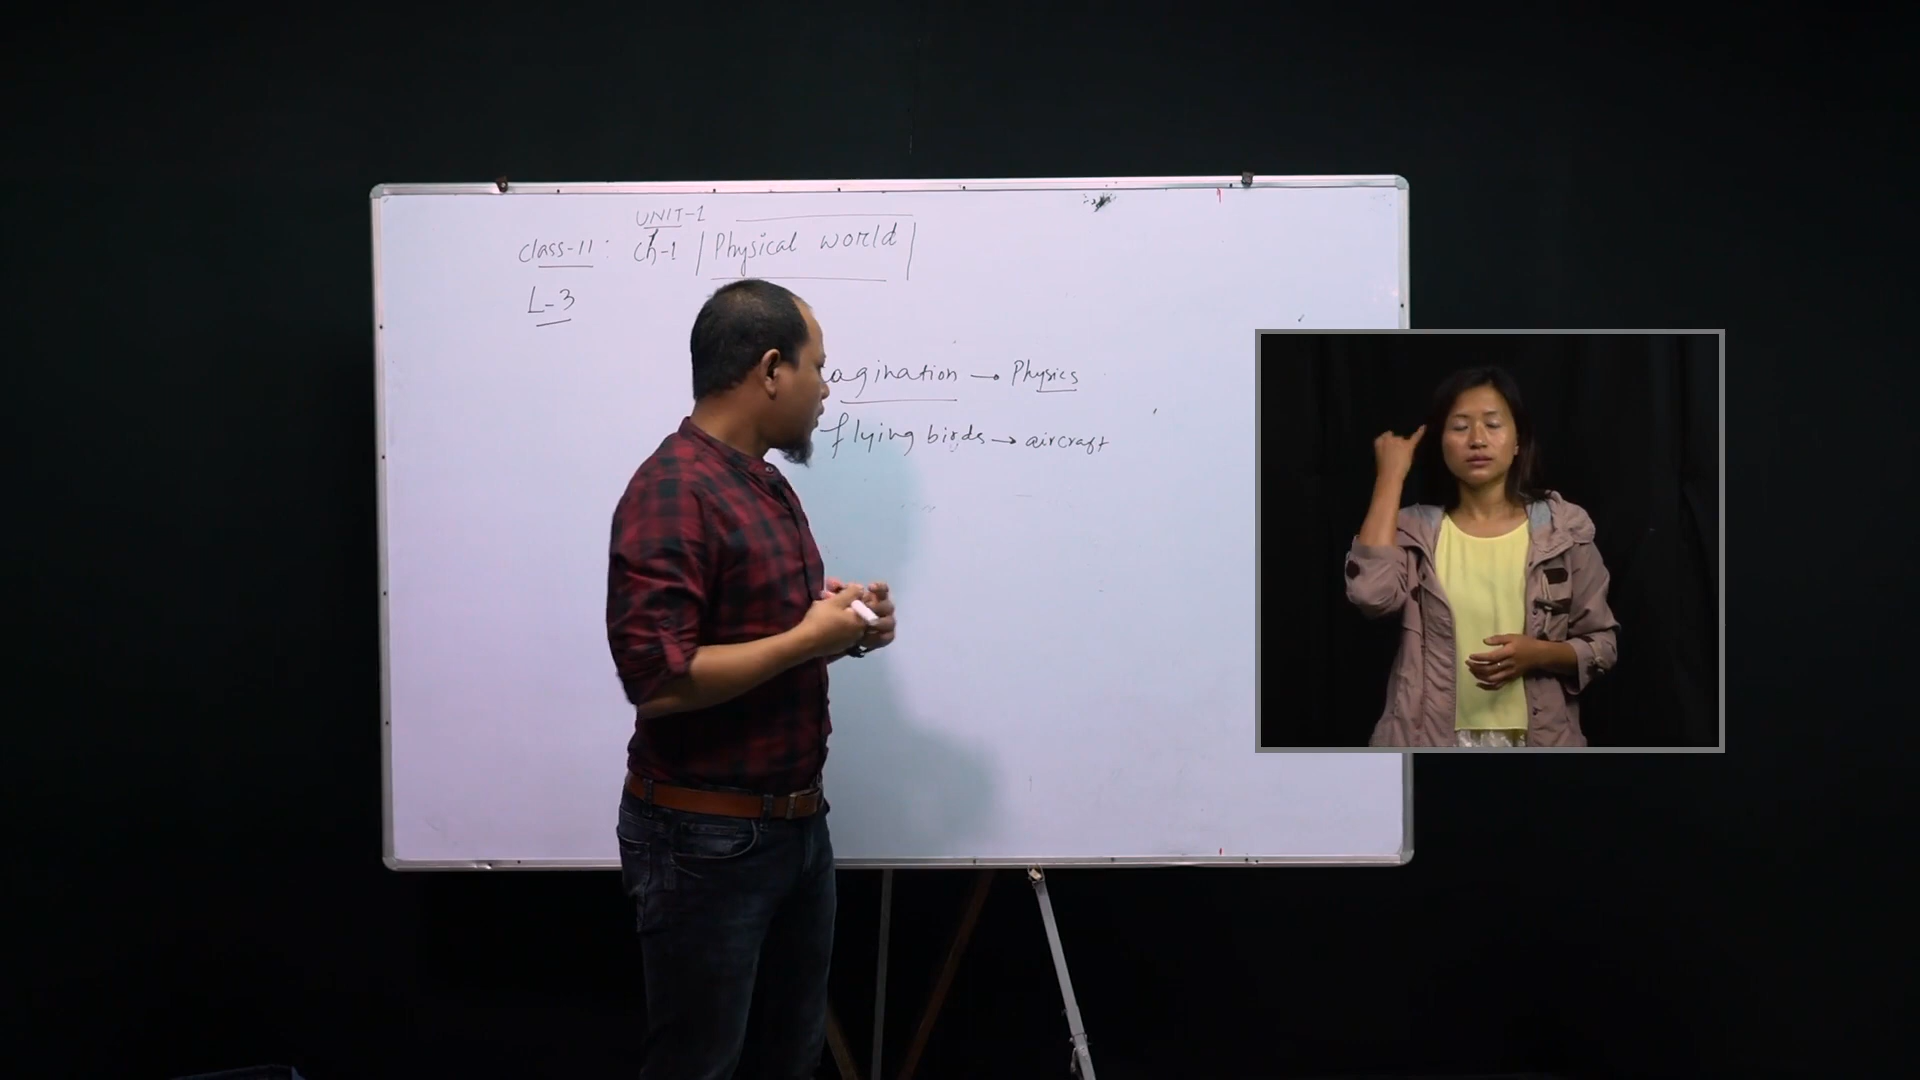 UNIT-1
Class-11: Ch-1 | Physical world |
L-3
agination → Physics
flying birds → aircraft